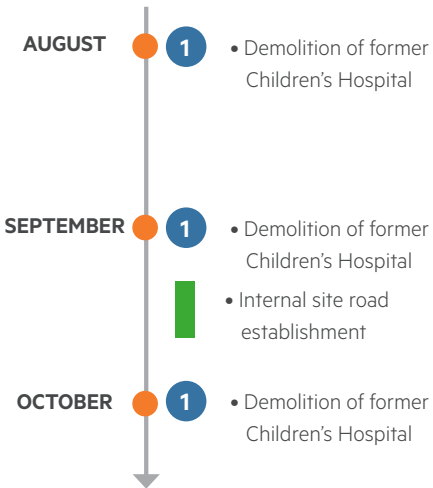 AUGUST 1 • Demolition of former
Children’s Hospital
SEPTEMBER 1 • Demolition of former
Children’s Hospital
• Internal site road
establishment
OCTOBER 1 • Demolition of former
Children’s Hospital